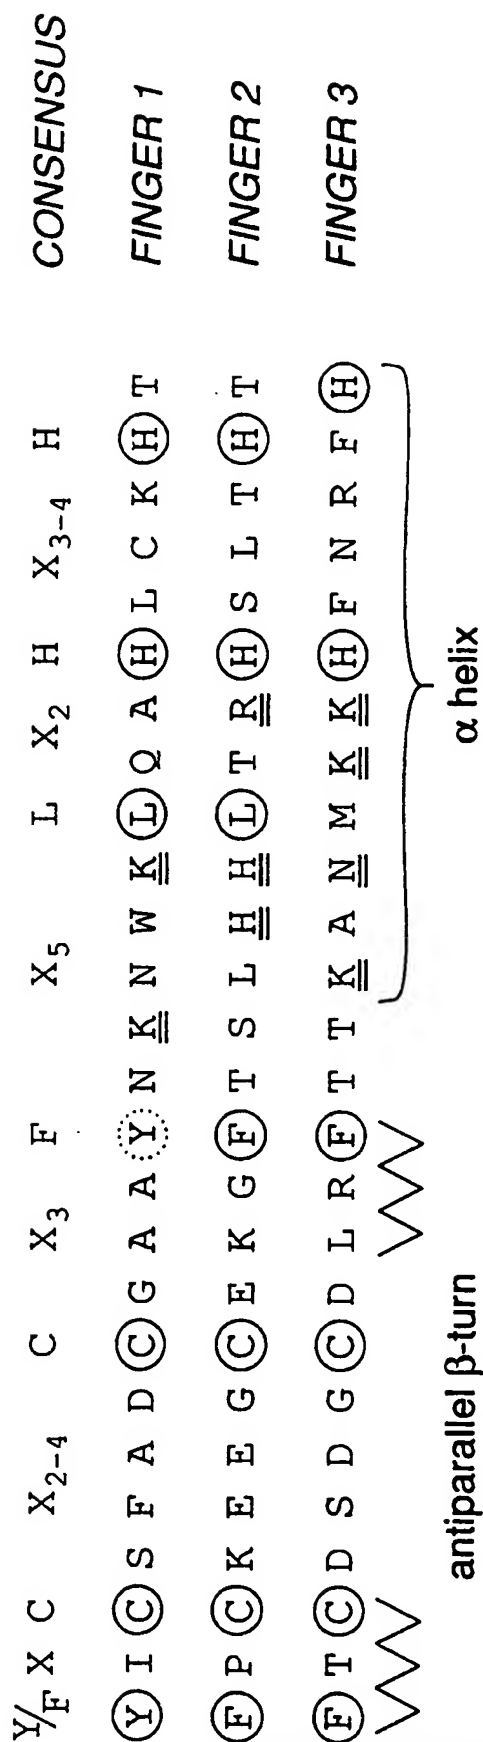 Y/F X C X2-4 C X3 F X5 L X2 H X3-4 H CONSENSUS
Y I C S F A D C G A A Y N K N W K L Q A H L C K H T FINGER 1
F P C K E E G C E K G F T S L H H L T R H S L T H T FINGER 2
F T C D S D G C D L R F T T K A N M K K H F N R F H FINGER 3
antiparallel β-turn α helix